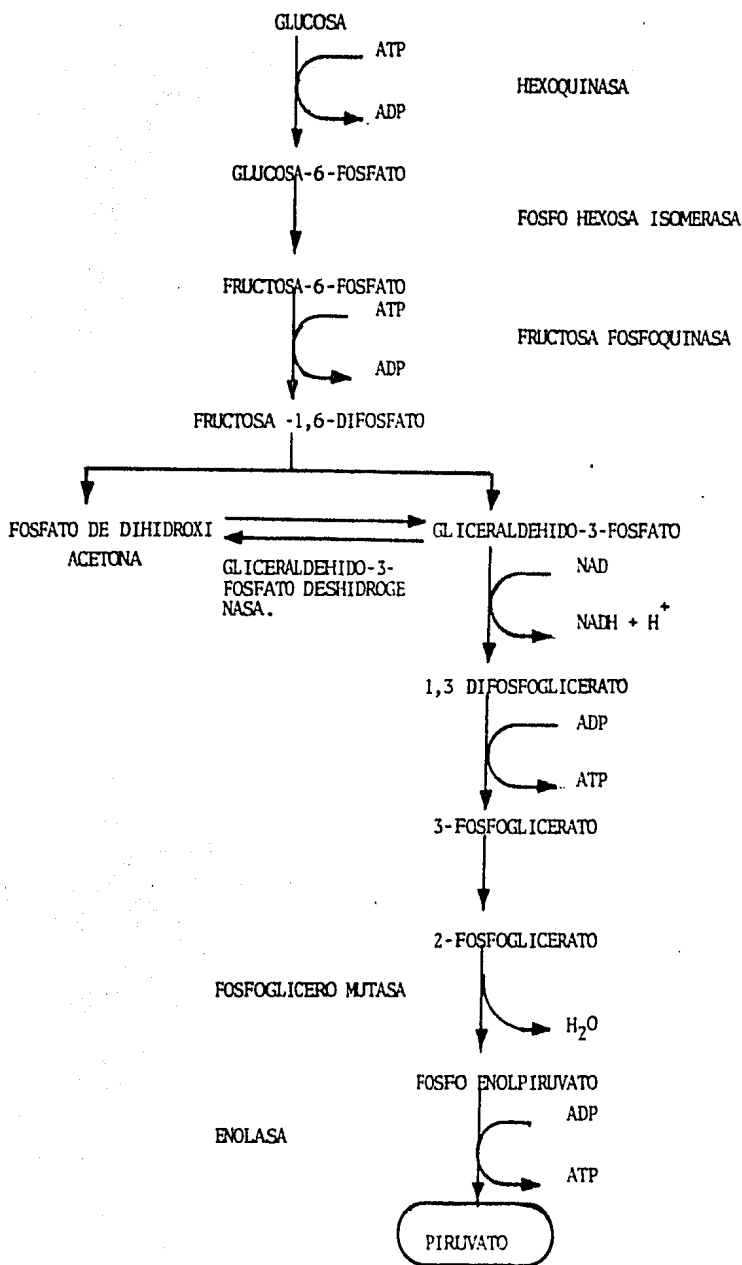 GLUCOSA
ATP
HEXOQUINASA
ADP
GLUCOSA-6-FOSFATO
FOSFO HEXOSA ISOMERASA
FRUCTOSA-6-FOSFATO
ATP
FRUCTOSA FOSFOQUINASA
ADP
FRUCTOSA -1,6-DIFOSFATO
FOSFATO DE DIHIDROXI
ACETONA
GLICERALDEHIDO-3-FOSFATO
GLICERALDEHIDO-3-
FOSFATO DESHIDROGE
NASA.
NAD
NADH + H+
1,3 DIFOSFOGLICERATO
ADP
ATP
3-FOSFOGLICERATO
2-FOSFOGLICERATO
FOSFOGLICERO MUTASA
H2O
FOSFO ENOLPIRUVATO
ADP
ENOLASA
ATP
PIRUVATO